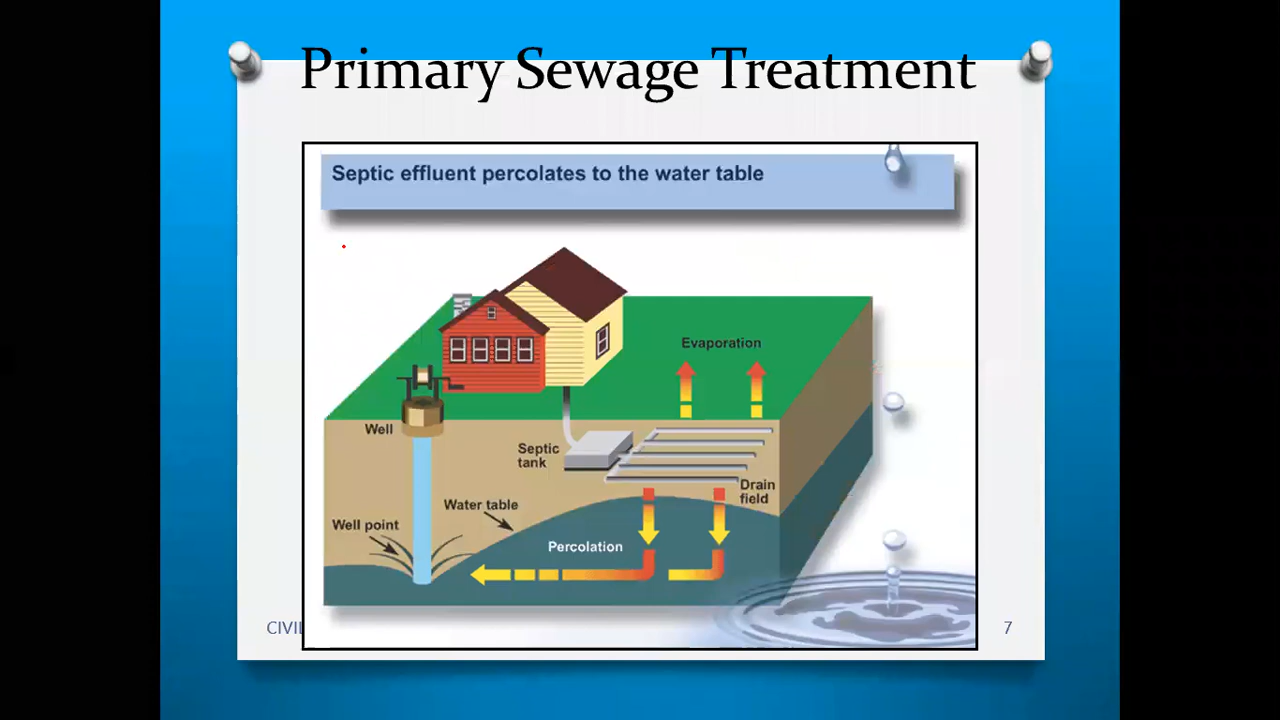 Primary Sewage Treatment
Septic effluent percolates to the water table
Evaporation
Well
Septic
tank
Drain
field
Water table
Well point
Percolation
CIVIL
7